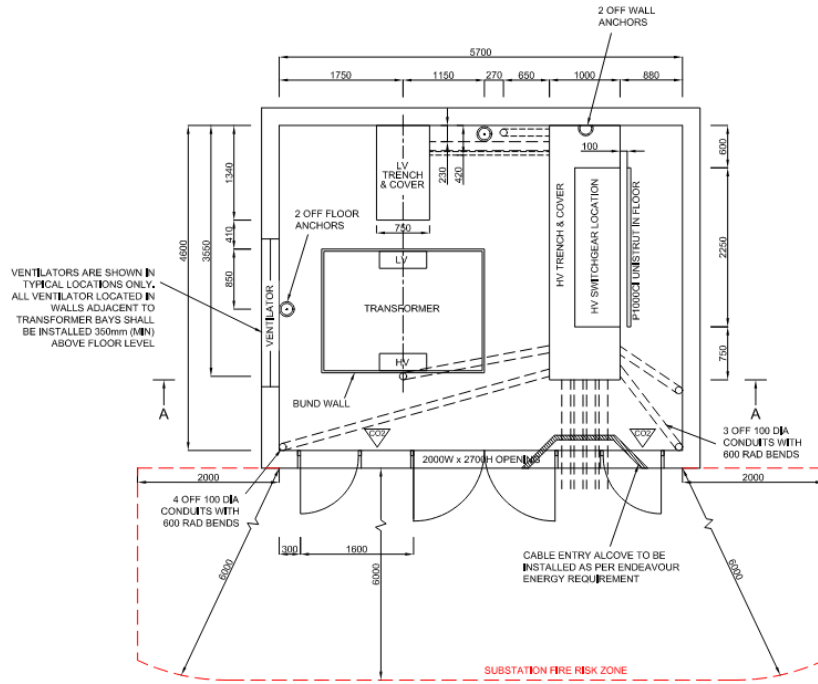 2 OFF WALL
ANCHORS
5700
1750
1150
270
650
1000
880
4600
3550
1340
410
850
LV
TRENCH
& COVER
230
420
100
600
2250
750
750
2 OFF FLOOR
ANCHORS
VENTILATORS ARE SHOWN IN
TYPICAL LOCATIONS ONLY.
ALL VENTILATOR LOCATED IN
WALLS ADJACENT TO
TRANSFORMER BAYS SHALL
BE INSTALLED 350mm (MIN)
ABOVE FLOOR LEVEL
VENTILATOR
LV
TRANSFORMER
HV
BUND WALL
HV TRENCH & COVER
HV SWITCHGEAR LOCATION
P1000CI UNISTRUT IN FLOOR
A
A
CO2
CO2
2000W x 2700H OPENING
3 OFF 100 DIA
CONDUITS WITH
600 RAD BENDS
2000
2000
4 OFF 100 DIA
CONDUITS WITH
600 RAD BENDS
300
1600
6000
6000
6000
CABLE ENTRY ALCOVE TO BE
INSTALLED AS PER ENDEAVOUR
ENERGY REQUIREMENT
SUBSTATION FIRE RISK ZONE